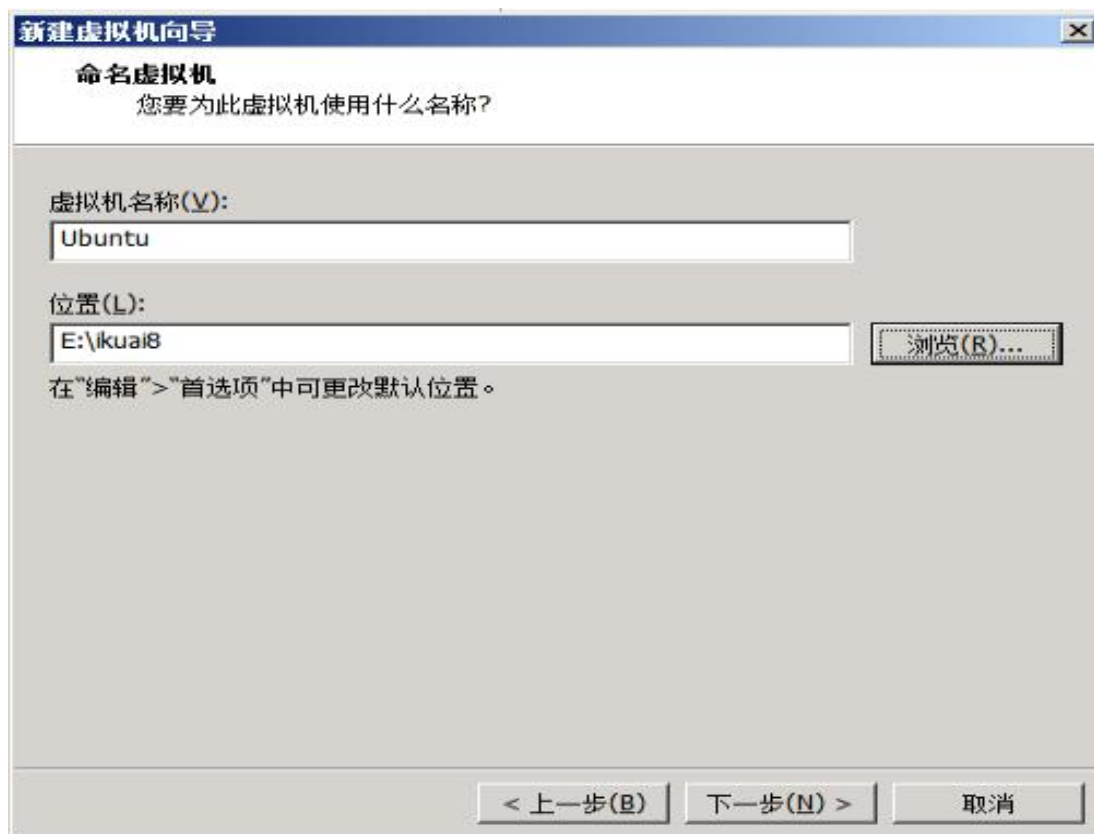 新建虚拟机向导
命名虚拟机
您要为此虚拟机使用什么名称?
虚拟机名称(V):
Ubuntu
位置(L):
E:\ikuai8
浏览(R)...
在"编辑">"首选项"中可更改默认位置。
< 上一步(B)
下一步(N) >
取消